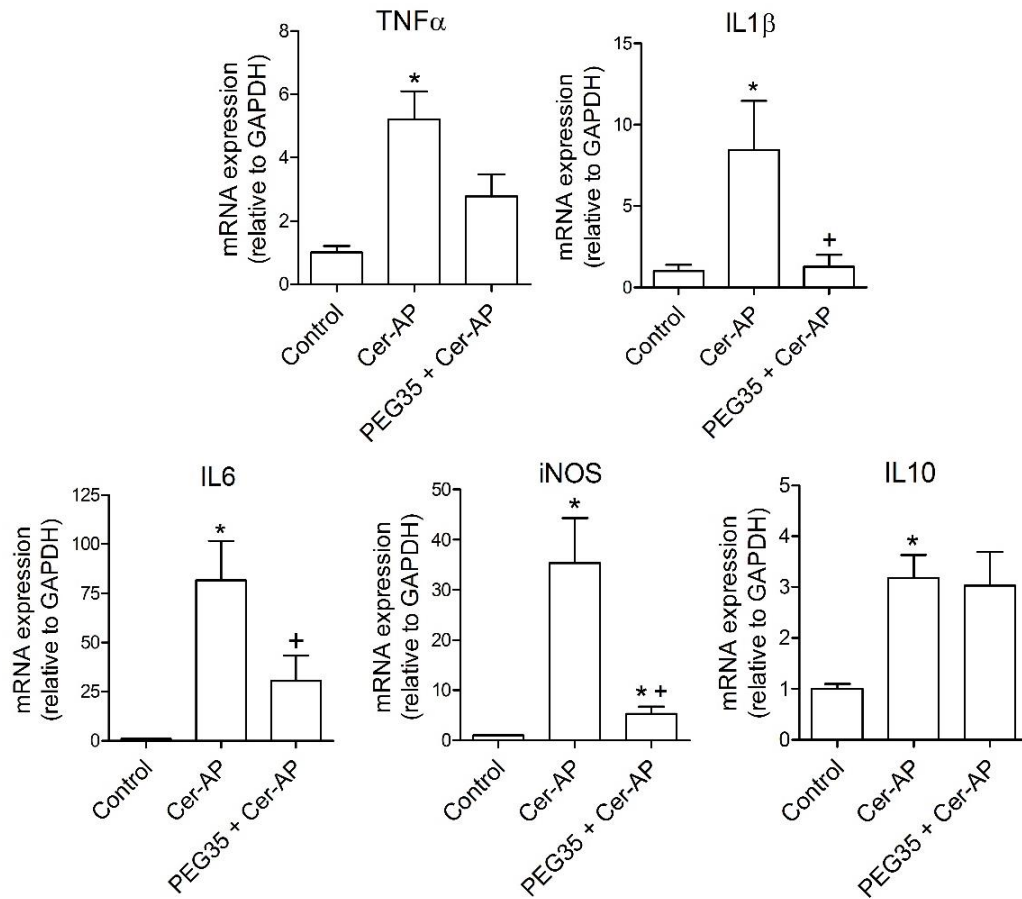 TNFα
mRNA expression
(relative to GAPDH)
8
6
4
2
0
*
Control
Cer-AP
PEG35 + Cer-AP
IL1β
mRNA expression
(relative to GAPDH)
15
10
5
0
*
+
Control
Cer-AP
PEG35 + Cer-AP
IL6
mRNA expression
(relative to GAPDH)
125
100
75
50
25
0
*
+
Control
Cer-AP
PEG35 + Cer-AP
iNOS
mRNA expression
(relative to GAPDH)
50
40
30
20
10
0
*
* +
Control
Cer-AP
PEG35 + Cer-AP
IL10
mRNA expression
(relative to GAPDH)
5
4
3
2
1
0
*
Control
Cer-AP
PEG35 + Cer-AP